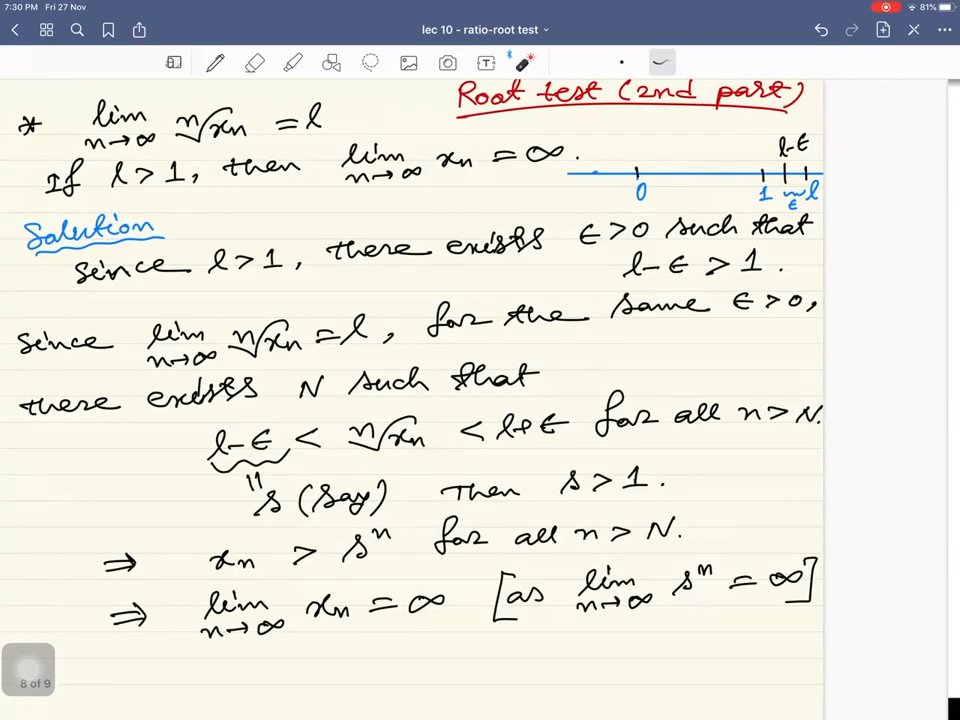 7:30 PM Fri 27 Nov
81%
lec 10 - ratio-root test
Root test (2nd part)
* lim n→∞ ⁿ√xₙ = l
If l > 1, then lim n→∞ xₙ = ∞.
l-ϵ
0 1 ϵ l
Solution
Since l > 1, there exists ϵ > 0 such that
l - ϵ > 1.
Since lim n→∞ ⁿ√xₙ = l, for the same ϵ > 0,
there exists N such that
l - ϵ < ⁿ√xₙ < l + ϵ for all n > N.
॥
s (say) Then s > 1.
⇒ xₙ > sⁿ for all n > N.
⇒ lim n→∞ xₙ = ∞ [as lim n→∞ sⁿ = ∞]
8 of 9